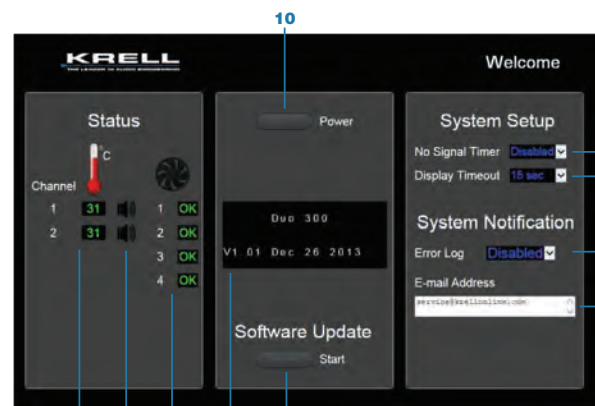 10
KRELL
THE LEADER IN AUDIO ENGINEERING
Welcome
Status
°C
Channel
1 31 1 OK
2 31 2 OK
3 OK
4 OK
Power
Duo 300
V1.01 Dec 26 2013
Software Update
Start
System Setup
No Signal Timer Disabled
Display Timeout 15 sec
System Notification
Error Log Disabled
E-mail Address
service@krellonline.com